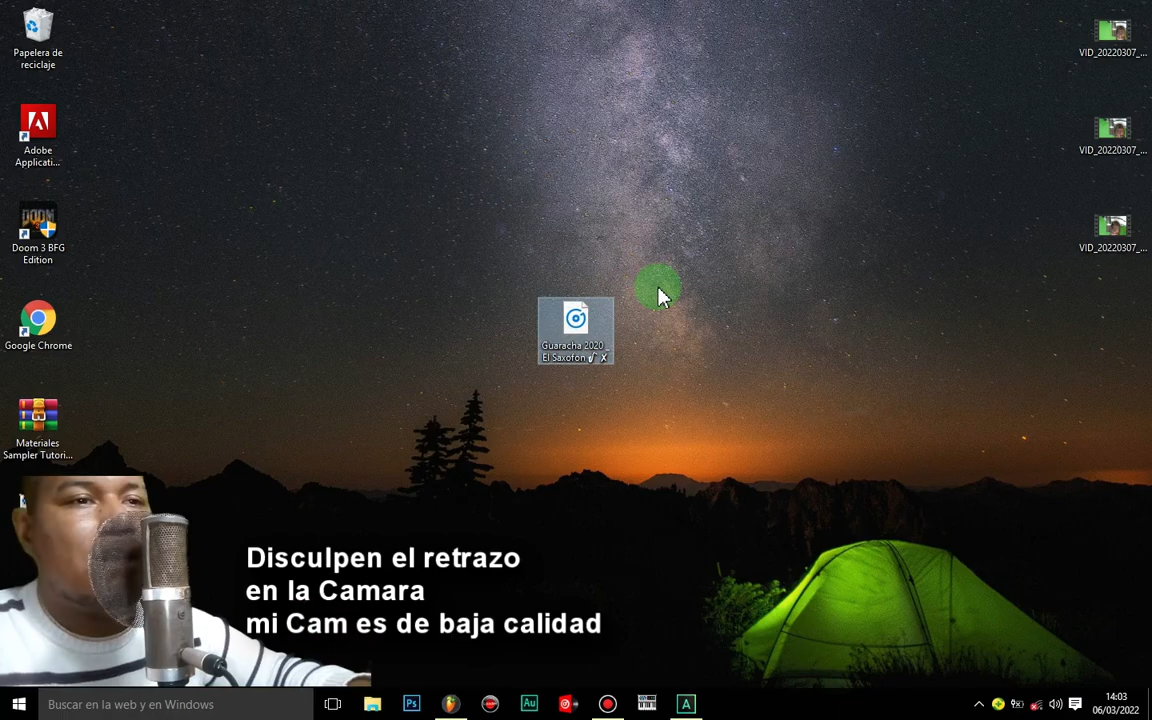 Papelera de
reciclaje
Adobe
Applicati...
Doom 3 BFG
Edition
Google Chrome
Materiales
Sampler Tutori...
Guaracha 2020_
El Saxofon
VID_20220307_...
VID_20220307_...
VID_20220307_...
Disculpen el retrazo
en la Camara
mi Cam es de baja calidad
Buscar en la web y en Windows
14:03
06/03/2022